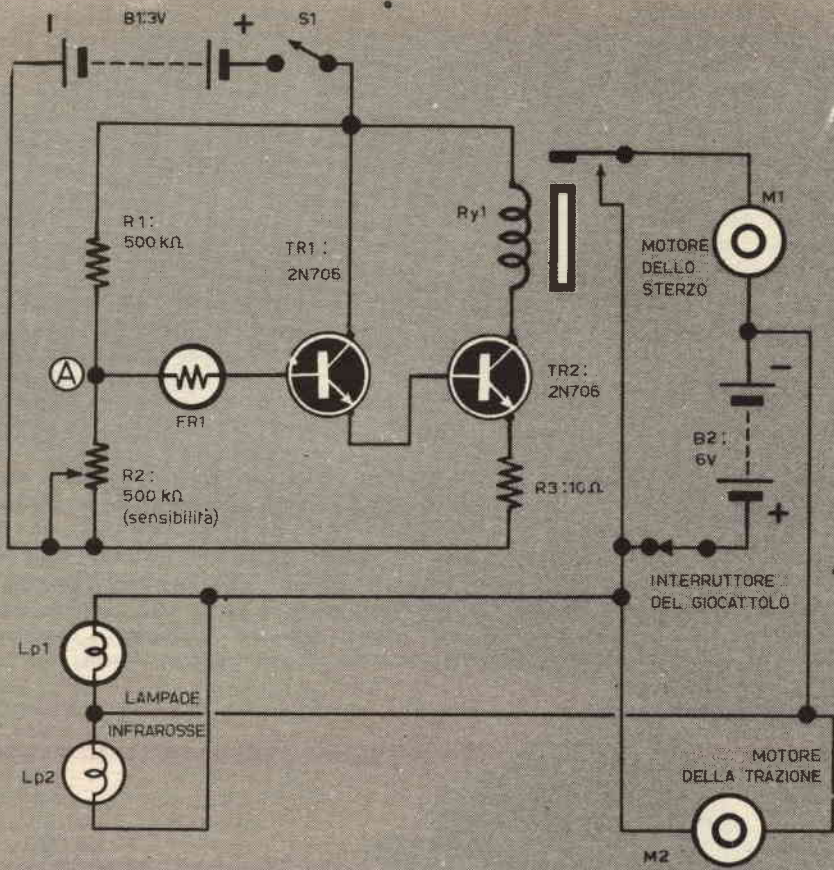 B1:3V
S1
− +
R1:
500 kΩ
TR1:
2N706
Ry1
M1
MOTORE
DELLO
STERZO
A
FR1
TR2:
2N706
−
B2:
6V
+
R2:
500 kΩ
(sensibilità)
R3:10Ω
INTERRUTTORE
DEL GIOCATTOLO
Lp1
LAMPADE
INFRAROSSE
Lp2
MOTORE
DELLA TRAZIONE
M2